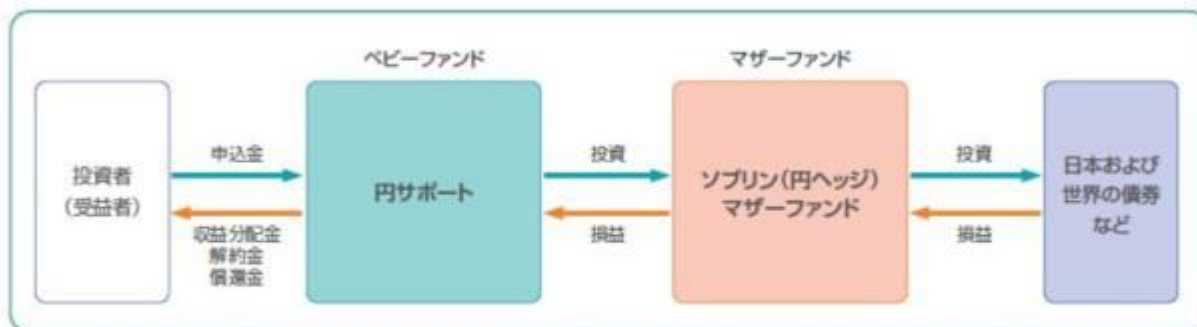 ベビーファンド
マザーファンド
投資者
（受益者）
申込金
収益分配金
解約金
償還金
円サポート
投資
損益
ソブリン（円ヘッジ）
マザーファンド
投資
損益
日本および
世界の債券
など